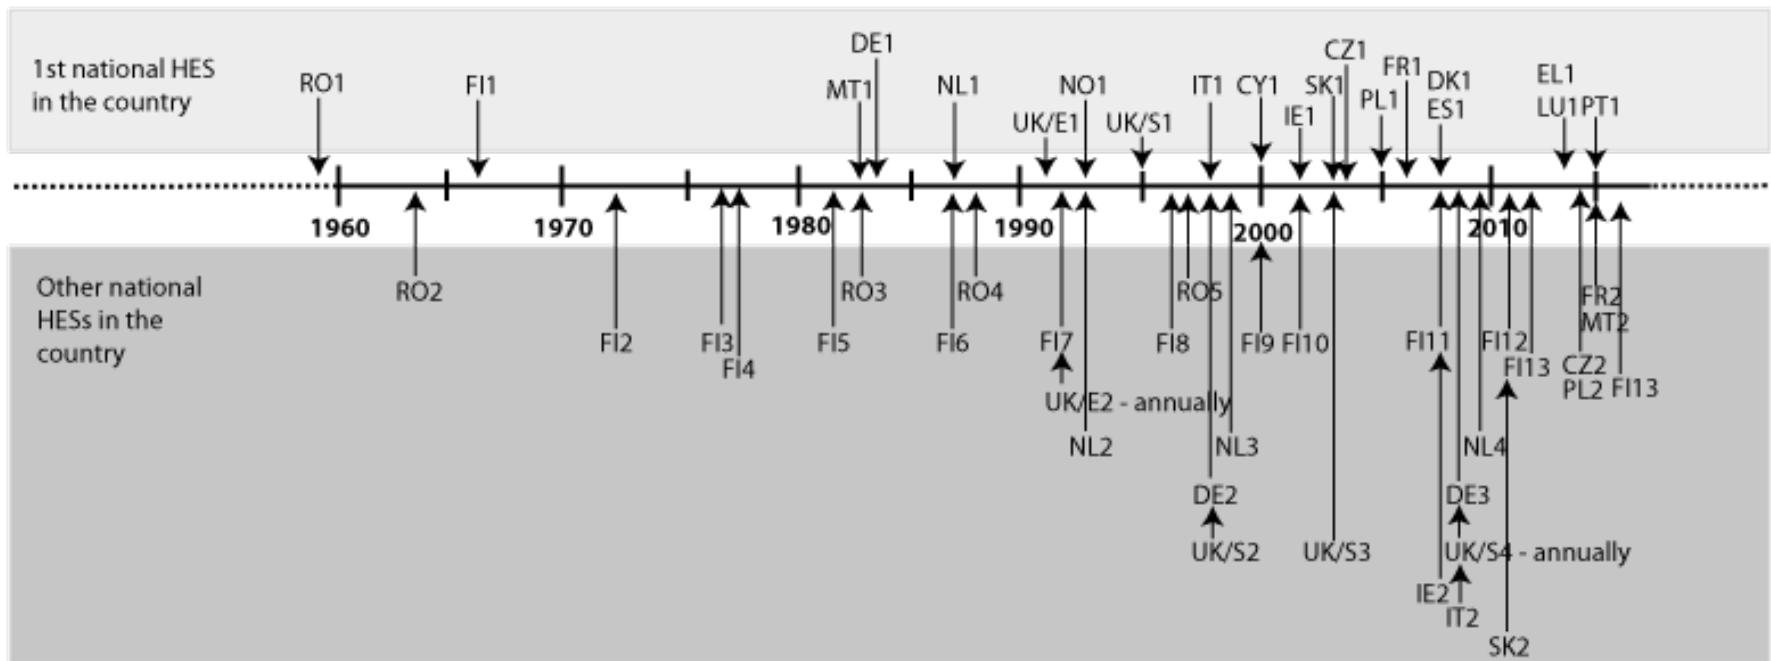 DE1
CZ1
1st national HES
in the country
RO1
FI1
MT1
NL1
NO1
IT1
CY1
SK1
FR1
PL1
DK1
ES1
EL1
LU1
PT1
UK/E1
UK/S1
IE1
1960
1970
1980
1990
2000
2010
Other national
HESs in the
country
RO2
RO3
RO4
RO5
FR2
MT2
FI2
FI3
FI4
FI5
FI6
FI7
FI8
FI9
FI10
FI11
FI12
FI13
CZ2
PL2
FI13
UK/E2 - annually
NL2
NL3
NL4
DE2
DE3
UK/S2
UK/S3
UK/S4 - annually
IE2
IT2
SK2